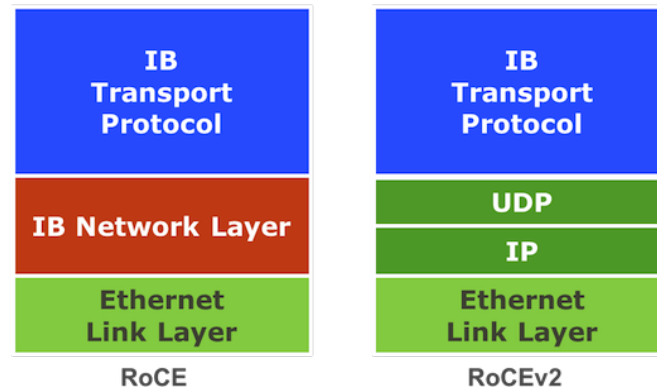 IB
Transport
Protocol
IB Network Layer
Ethernet
Link Layer
RoCE
IB
Transport
Protocol
UDP
IP
Ethernet
Link Layer
RoCEv2